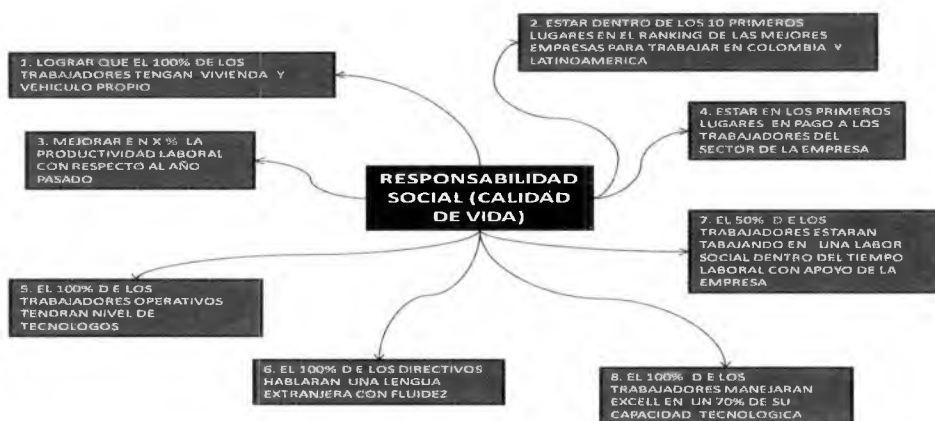 1. LOGRAR QUE EL 100% DE LOS
TRABAJADORES TENGAN VIVIENDA Y
VEHICULO PROPIO
2. ESTAR DENTRO DE LOS 10 PRIMEROS
LUGARES EN EL RANKING DE LAS MEJORES
EMPRESAS PARA TRABAJAR EN COLOMBIA Y
LATINOAMERICA
3. MEJORAR E N X % LA
PRODUCTIVIDAD LABORAL
CON RESPECTO AL AÑO
PASADO
4. ESTAR EN LOS PRIMEROS
LUGARES EN PAGO A LOS
TRABAJADORES DEL
SECTOR DE LA EMPRESA
RESPONSABILIDAD
SOCIAL (CALIDAD
DE VIDA)
5. EL 100% D E LOS
TRABAJADORES OPERATIVOS
TENDRAN NIVEL DE
TECNOLOGOS
7. EL 50% D E LOS
TRABAJADORES ESTARAN
TABAJANDO EN UNA LABOR
SOCIAL DENTRO DEL TIEMPO
LABORAL CON APOYO DE LA
EMPRESA
6. EL 100% D E LOS DIRECTIVOS
HABLARAN UNA LENGUA
EXTRANJERA CON FLUIDEZ
8. EL 100% D E LOS
TRABAJADORES MANEJARAN
EXCELL EN UN 70% DE SU
CAPACIDAD TECNOLOGICA